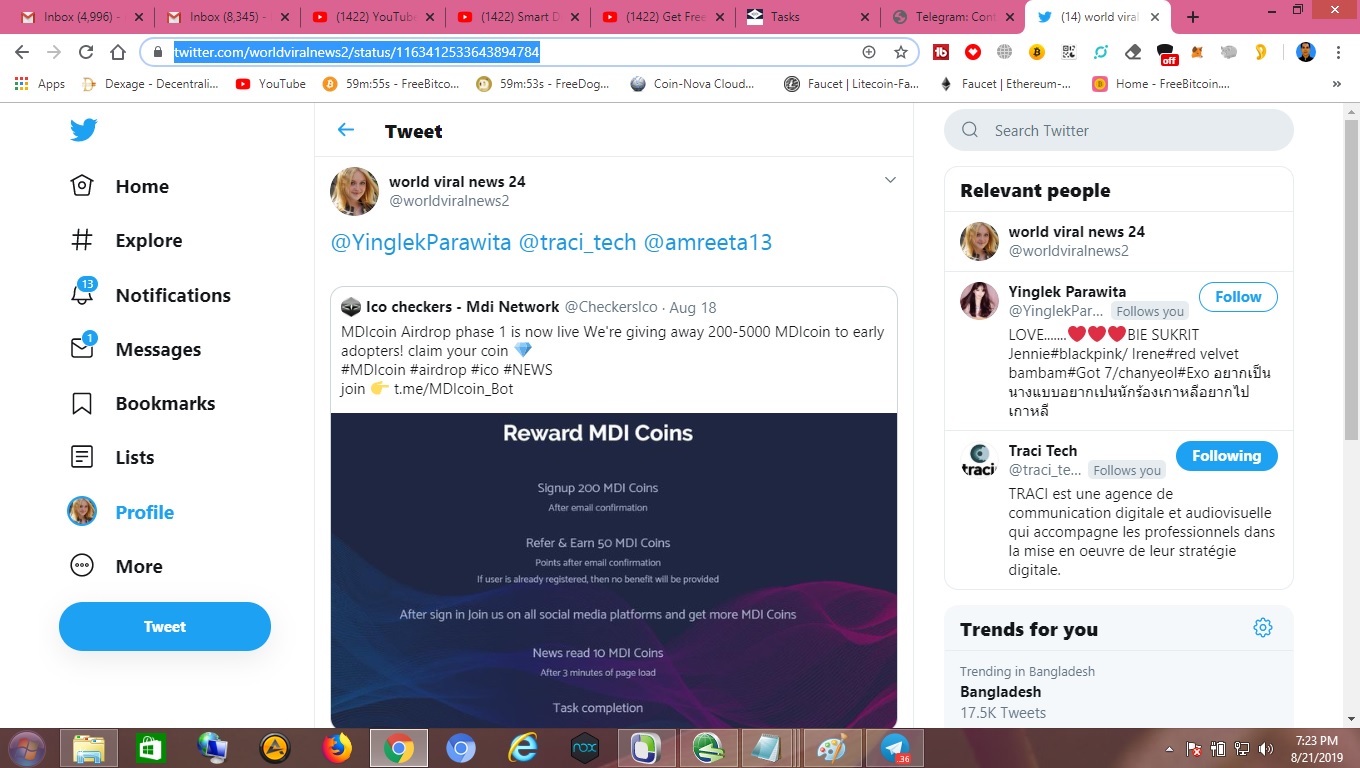 Inbox (4,996) -
Inbox (8,345) -
(1422) YouTube
(1422) Smart D
(1422) Get Free
Tasks
Telegram: Cont
(14) world viral
twitter.com/worldviralnews2/status/1163412533643894784
off
Apps
Dexage - Decentrali...
YouTube
59m:55s - FreeBitco...
59m:53s - FreeDog...
Coin-Nova Cloud...
Faucet | Litecoin-Fa...
Faucet | Ethereum-...
Home - FreeBitcoin....
»
Home
Explore
13
Notifications
1
Messages
Bookmarks
Lists
Profile
More
Tweet
Tweet
world viral news 24
@worldviralnews2
@YinglekParawita @traci_tech @amreeta13
Ico checkers - Mdi Network @CheckersIco · Aug 18
MDIcoin Airdrop phase 1 is now live We're giving away 200-5000 MDIcoin to early
adopters! claim your coin 💎
#MDIcoin #airdrop #ico #NEWS
join 👉 t.me/MDIcoin_Bot
Reward MDI Coins
Signup 200 MDI Coins
After email confirmation
Refer & Earn 50 MDI Coins
Points after email confirmation
If user is already registered, then no benefit will be provided
After sign in Join us on all social media platforms and get more MDI Coins
News read 10 MDI Coins
After 3 minutes of page load
Task completion
Search Twitter
Relevant people
world viral news 24
@worldviralnews2
Yinglek Parawita
@YinglekPar... Follows you
Follow
LOVE.......❤❤❤BIE SUKRIT
Jennie#blackpink/ Irene#red velvet
bambam#Got 7/chanyeol#Exo อยากเป็น
นางแบบอยากเปนนักร้องเกาหลีอยากไป
เกาหลี
Traci Tech
@traci_te... Follows you
Following
traci
TRACI est une agence de
communication digitale et audiovisuelle
qui accompagne les professionnels dans
la mise en oeuvre de leur stratégie
digitale.
Trends for you
Trending in Bangladesh
Bangladesh
17.5K Tweets
nox
.36
7:23 PM
8/21/2019